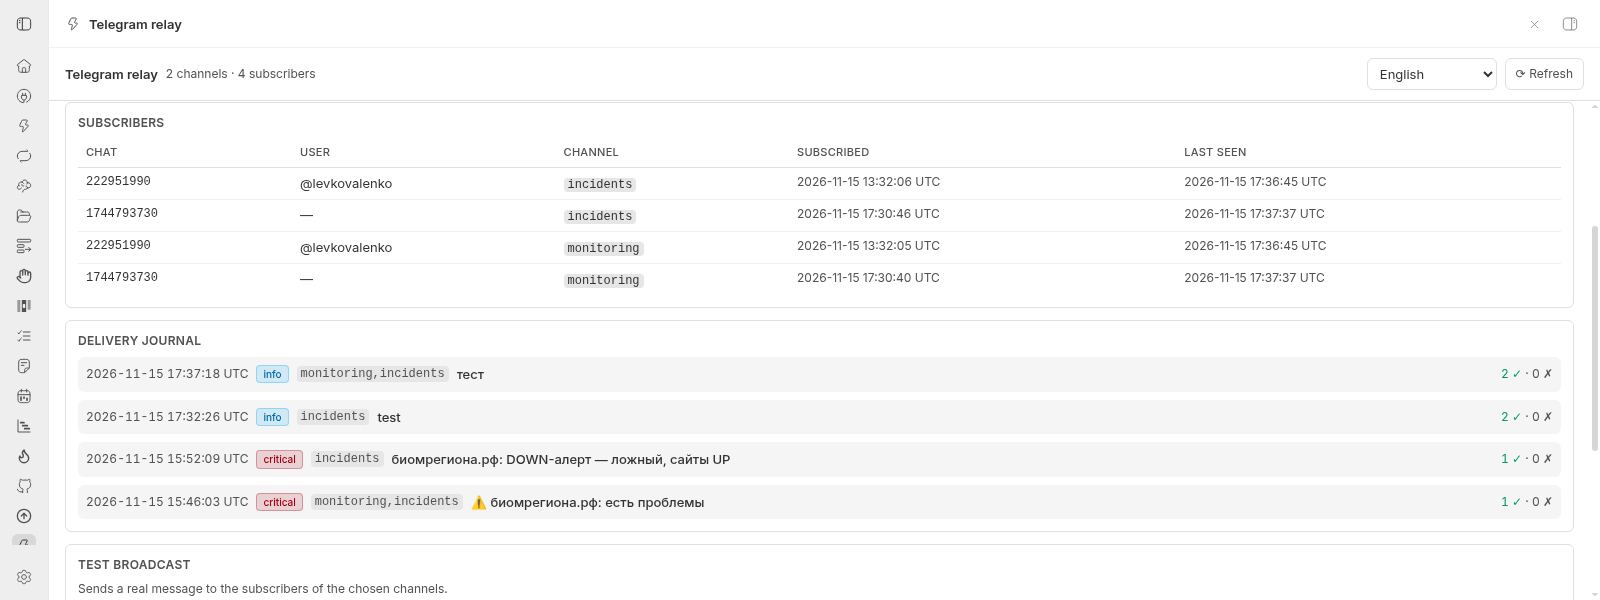 Telegram relay
Telegram relay 2 channels · 4 subscribers English ⟳ Refresh
SUBSCRIBERS
CHAT USER CHANNEL SUBSCRIBED LAST SEEN
222951990 @levkovalenko incidents 2026-11-15 13:32:06 UTC 2026-11-15 17:36:45 UTC
1744793730 — incidents 2026-11-15 17:30:46 UTC 2026-11-15 17:37:37 UTC
222951990 @levkovalenko monitoring 2026-11-15 13:32:05 UTC 2026-11-15 17:36:45 UTC
1744793730 — monitoring 2026-11-15 17:30:40 UTC 2026-11-15 17:37:37 UTC
DELIVERY JOURNAL
2026-11-15 17:37:18 UTC info monitoring,incidents тест 2 ✓ · 0 ✗
2026-11-15 17:32:26 UTC info incidents test 2 ✓ · 0 ✗
2026-11-15 15:52:09 UTC critical incidents биомрегиона.рф: DOWN-алерт — ложный, сайты UP 1 ✓ · 0 ✗
2026-11-15 15:46:03 UTC critical monitoring,incidents ⚠️ биомрегиона.рф: есть проблемы 1 ✓ · 0 ✗
TEST BROADCAST
Sends a real message to the subscribers of the chosen channels.